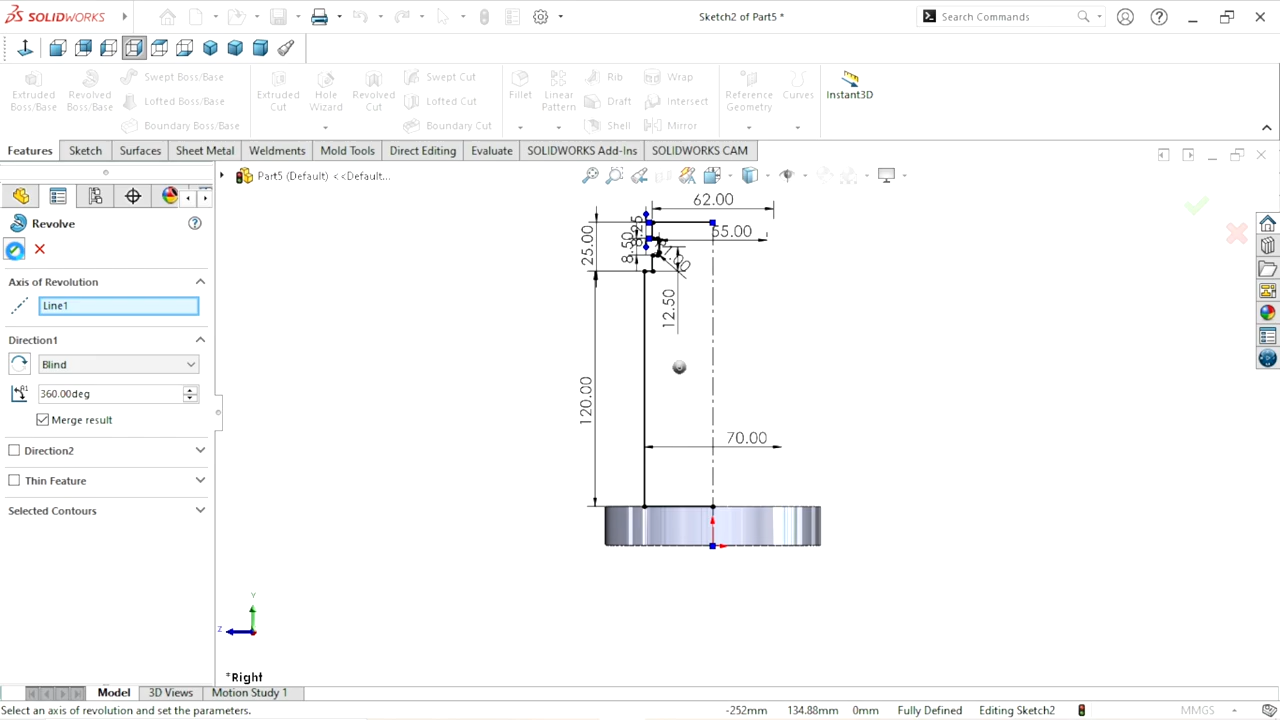 SOLIDWORKS
Sketch2 of Part5 *
Search Commands
Extruded Boss/Base
Revolved Boss/Base
Swept Boss/Base
Lofted Boss/Base
Boundary Boss/Base
Extruded Cut
Hole Wizard
Revolved Cut
Swept Cut
Lofted Cut
Boundary Cut
Fillet
Linear Pattern
Rib
Draft
Shell
Wrap
Intersect
Mirror
Reference Geometry
Curves
Instant3D
Features Sketch Surfaces Sheet Metal Weldments Mold Tools Direct Editing Evaluate SOLIDWORKS Add-Ins SOLIDWORKS CAM
Part5 (Default) <<Default...
Revolve
Axis of Revolution
Line1
Direction1
Blind
360.00deg
Merge result
Direction2
Thin Feature
Selected Contours
62.00
55.00
25.00
8.50
8.25
12.50
120.00
70.00
Y
Z
*Right
Model 3D Views Motion Study 1
Select an axis of revolution and set the parameters.
-252mm 134.88mm 0mm Fully Defined Editing Sketch2 MMGS